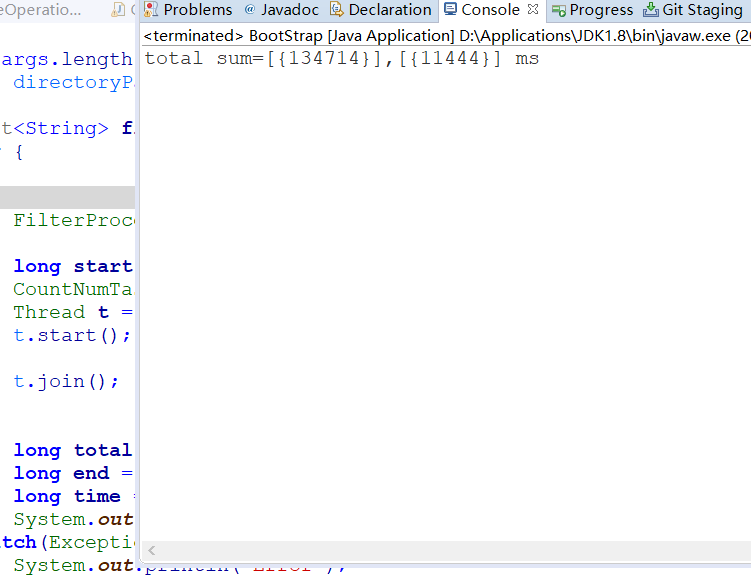 eOperatio...
Problems @ Javadoc Declaration Console Progress Git Staging
<terminated> BootStrap [Java Application] D:\Applications\JDK1.8\bin\javaw.exe (20
total sum=[{134714}],[{11444}] ms
args.length
directoryP
t<String> f
{
FilterProc
long start
CountNumTa
Thread t =
t.start();
t.join();
long total
long end =
long time =
System.out
tch(Excepti
System.out.println("Error");